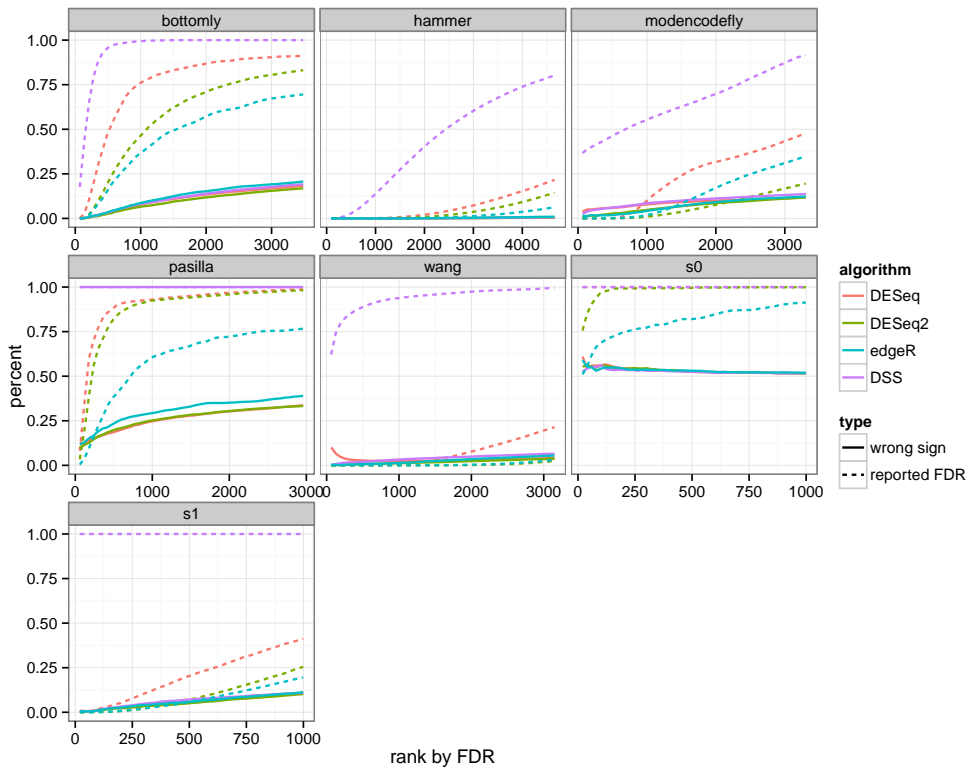 bottomly hammer modencodefly
1.00
0.75
0.50
0.25
0.00
1000 2000 3000 1000 2000 3000 4000 0 1000 2000 3000
pasilla wang s0
1.00
0.75
0.50
0.25
0.00
0 1000 2000 3000 0 1000 2000 3000 0 250 500 750 1000
s1
1.00
0.75
0.50
0.25
0.00
0 250 500 750 1000
rank by FDR
percent
algorithm
DESeq
DESeq2
edgeR
DSS
type
wrong sign
reported FDR